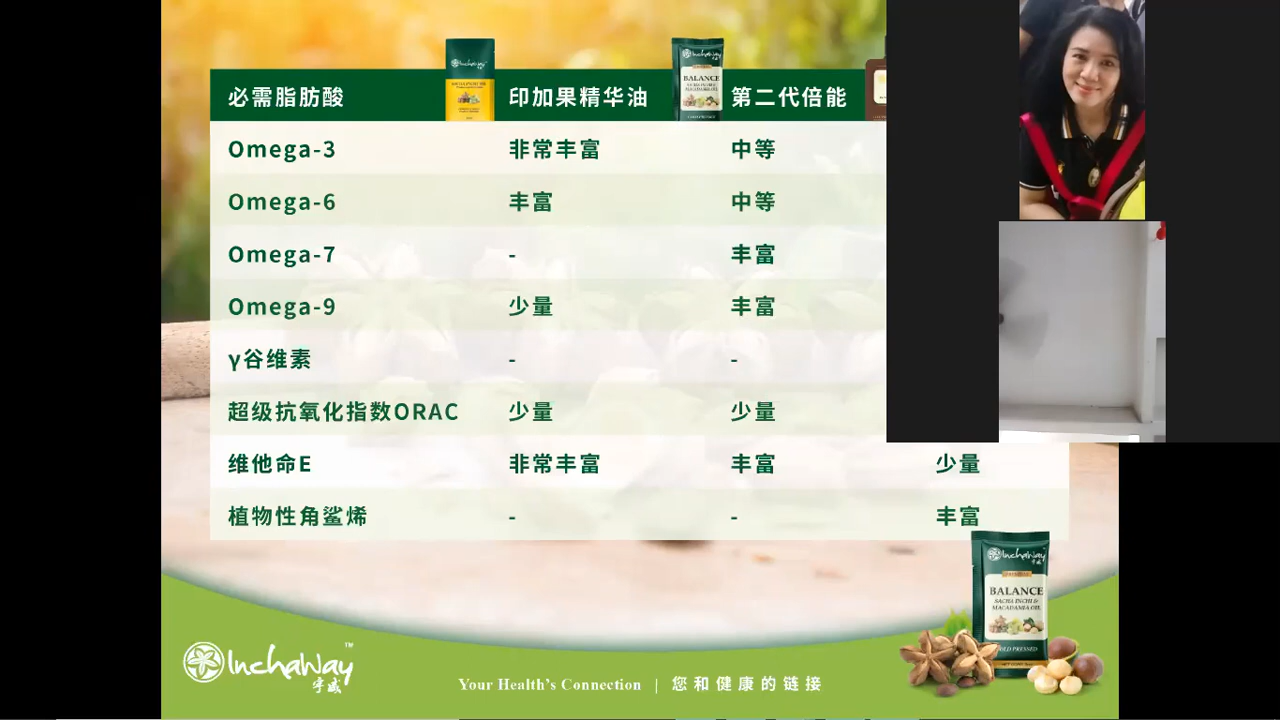 必需脂肪酸 印加果精华油 第二代倍能
Omega-3 非常丰富 中等
Omega-6 丰富 中等
Omega-7 - 丰富
Omega-9 少量 丰富
γ谷维素 - -
超级抗氧化指数ORAC 少量 少量
维他命E 非常丰富 丰富 少量
植物性角鲨烯 - - 丰富
InchaWay
BALANCE
InchaWay
BALANCE
SACHA INCHI &
MACADAMIA OIL
COLD PRESSED
InchaWay™
宇威
Your Health's Connection | 您和健康的链接